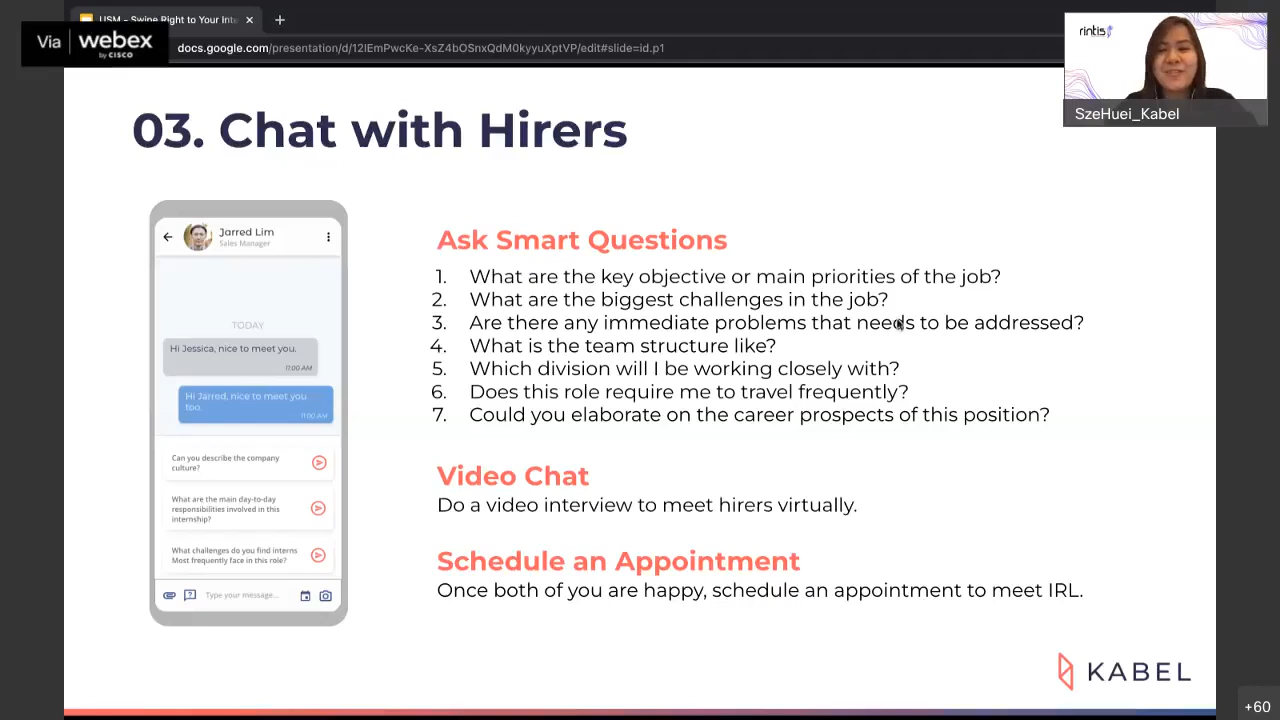 USM - Swipe Right to Your Inte
Via webex
by CISCO
docs.google.com/presentation/d/12IEmPwcKe-XsZ4bOSnxQdM0kyyuXptVP/edit#slide=id.p1
rintis
SzeHuei_Kabel
03. Chat with Hirers
Jarred Lim
Sales Manager
TODAY
Hi Jessica, nice to meet you.
11:00 AM
Hi Jarred, nice to meet you
too.
11:00 AM
Can you describe the company
culture?
What are the main day-to-day
responsibilities involved in this
internship?
What challenges do you find interns
Most frequently face in this role?
Type your message...
Ask Smart Questions
1. What are the key objective or main priorities of the job?
2. What are the biggest challenges in the job?
3. Are there any immediate problems that needs to be addressed?
4. What is the team structure like?
5. Which division will I be working closely with?
6. Does this role require me to travel frequently?
7. Could you elaborate on the career prospects of this position?
Video Chat
Do a video interview to meet hirers virtually.
Schedule an Appointment
Once both of you are happy, schedule an appointment to meet IRL.
KABEL
+60